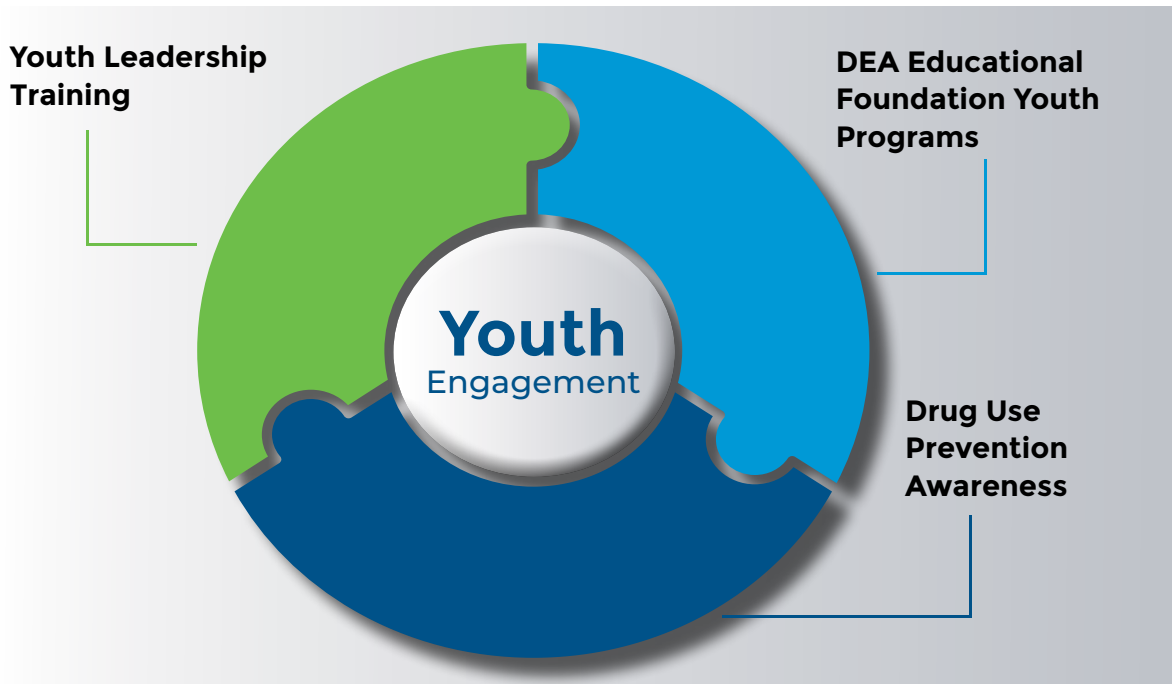 Youth Leadership
Training
DEA Educational
Foundation Youth
Programs
Youth
Engagement
Drug Use
Prevention
Awareness